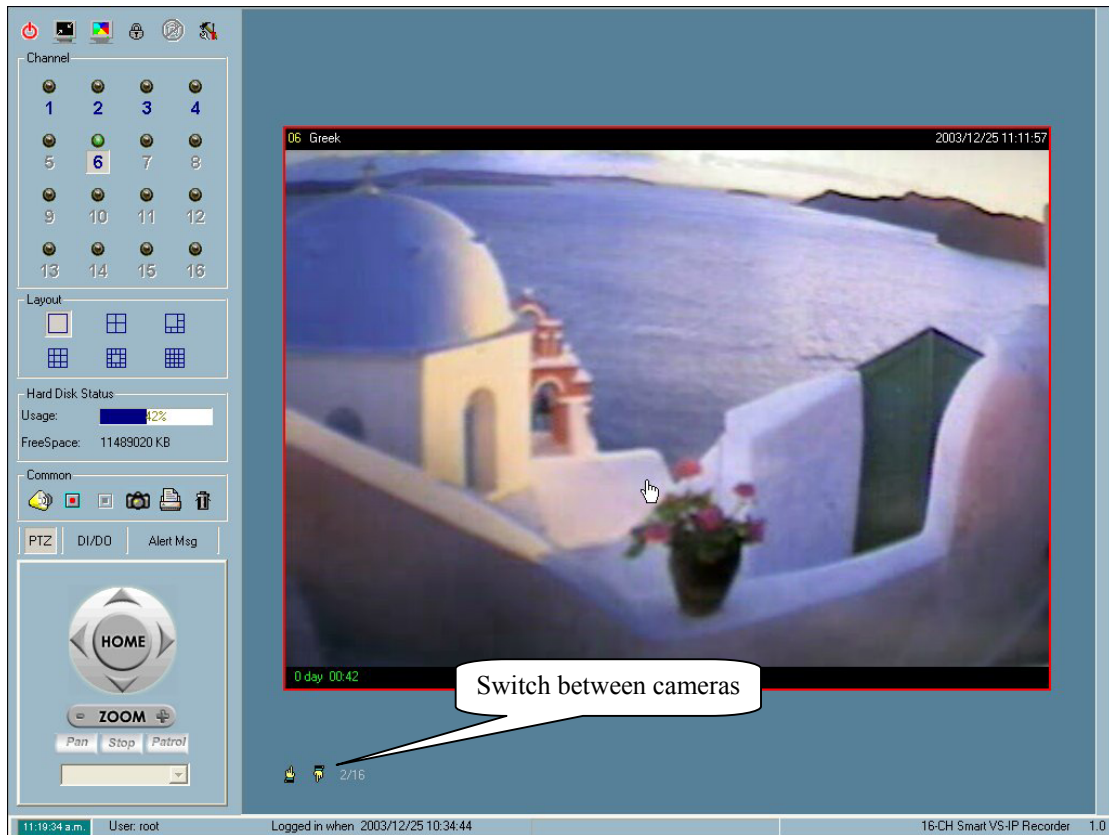 Channel
1 2 3 4
5 6 7 8
9 10 11 12
13 14 15 16
Layout
Hard Disk Status
Usage: 42%
FreeSpace: 11489020 KB
Common
PTZ DI/DO Alert Msg
HOME
ZOOM
Pan Stop Patrol
06 Greek 2003/12/25 11:11:57
0 day 00:42
Switch between cameras
2/16
11:19:34 a.m. User: root Logged in when 2003/12/25 10:34:44 16-CH Smart VS-IP Recorder 1.0